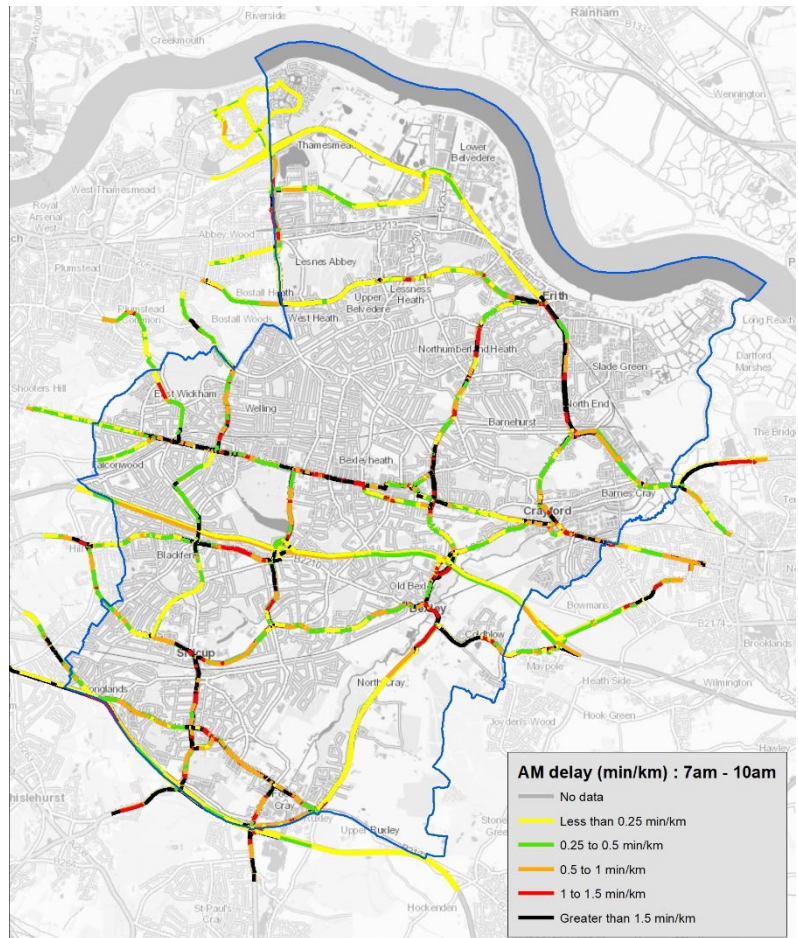 Riverside
Rainham
Creekmouth
Wennington
Thamesmead
Lower
Belvedere
West Thamesmead
Royal
Arsenal
West
Abbey Wood
B213
Plumstead
Lesnes Abbey
Bostall Heath
Upper
Belvedere
Lessness
Heath
Erith
West Heath
Plumstead
Common
Bostall Woods
Long Reach
Northumberland Heath
Dartford
Marshes
Slade Green
Shooters Hill
East Wickham
North End
Welling
Barnehurst
The Bridge
Bexleyheath
Barnes Cray
Crayford
B2210
Old Bexley
Bexley
Coldblow
Bowmans
B2174
Maypole
Brooklands
Sidcup
Heath Side
Wilmington
North Cray
Hook Green
Joyden's Wood
Hawley
Cray
Ruxley
Upper Ruxley
St Paul's
Cray
Hockenden
AM delay (min/km) : 7am - 10am
No data
Less than 0.25 min/km
0.25 to 0.5 min/km
0.5 to 1 min/km
1 to 1.5 min/km
Greater than 1.5 min/km